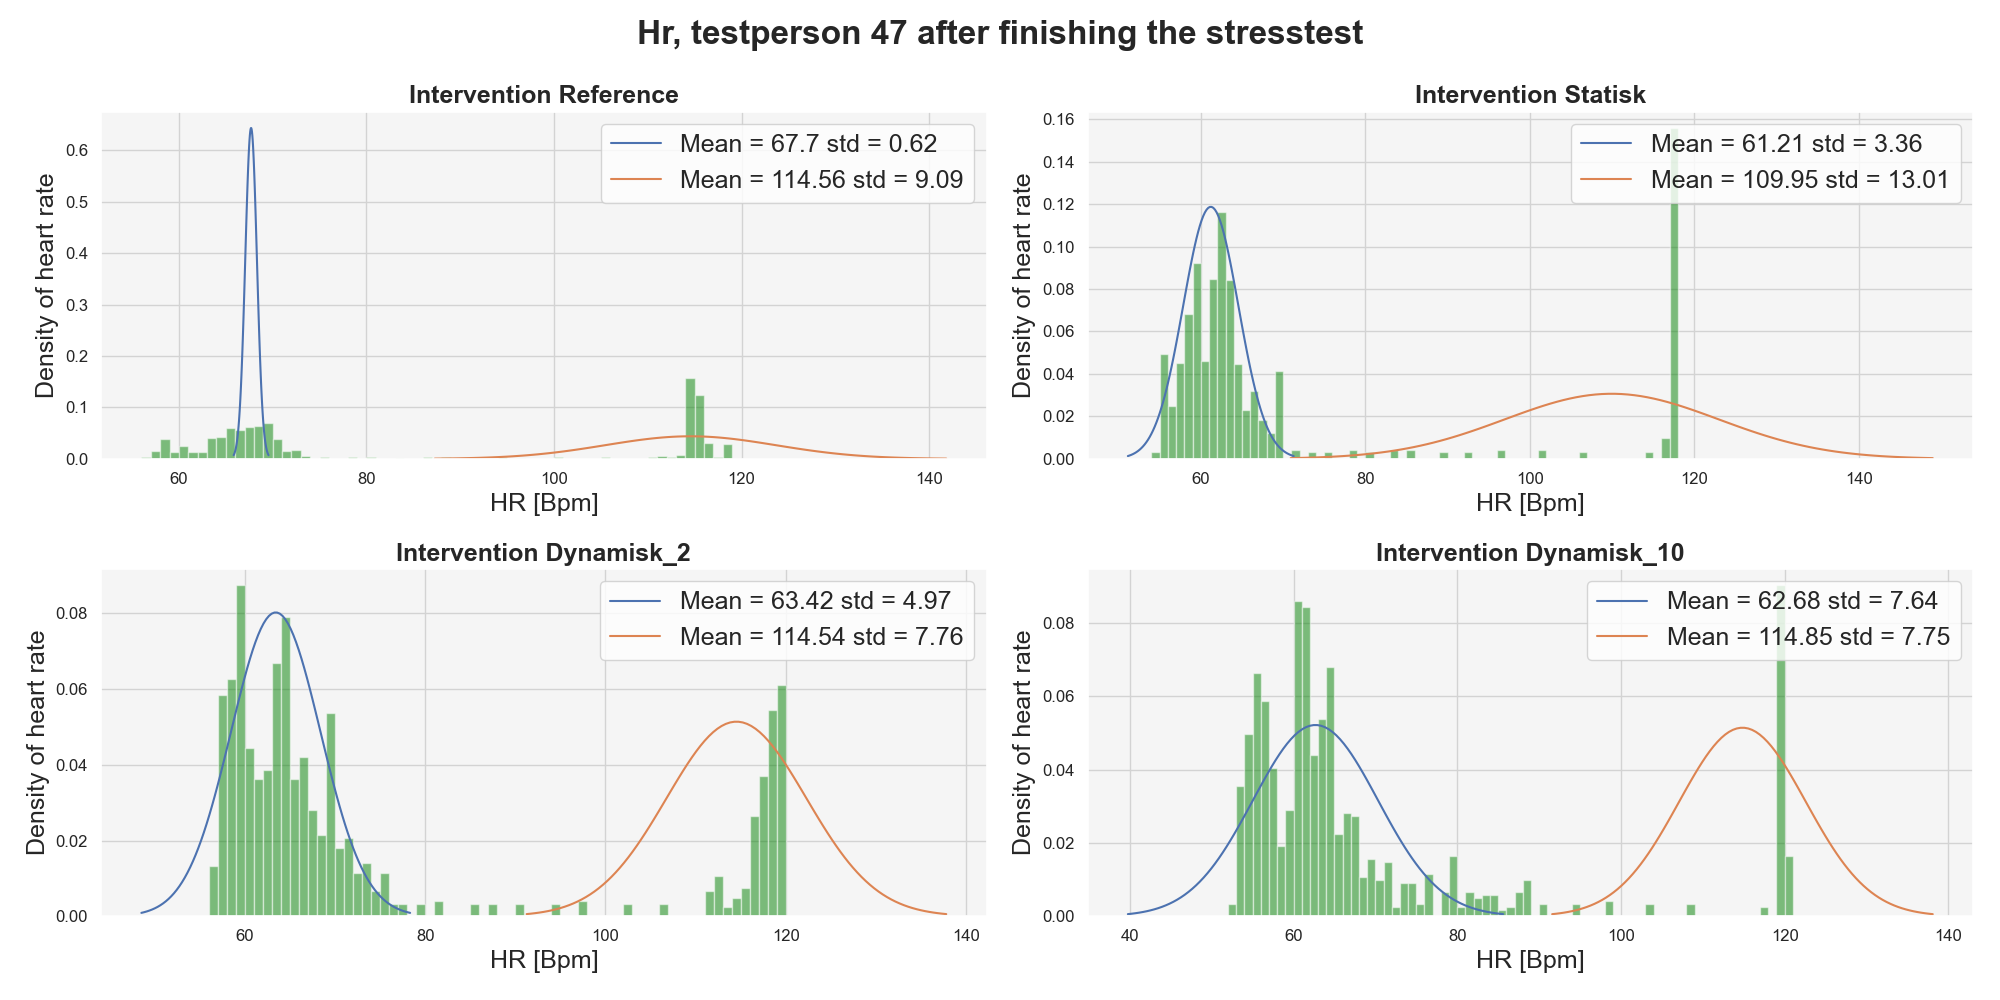 Hr, testperson 47 after finishing the stresstest
Intervention Reference
Mean = 67.7 std = 0.62
Mean = 114.56 std = 9.09
Density of heart rate
0.6
0.5
0.4
0.3
0.2
0.1
0.0
60 80 100 120 140
HR [Bpm]
Intervention Statisk
Mean = 61.21 std = 3.36
Mean = 109.95 std = 13.01
Density of heart rate
0.16
0.14
0.12
0.10
0.08
0.06
0.04
0.02
0.00
60 80 100 120 140
HR [Bpm]
Intervention Dynamisk_2
Mean = 63.42 std = 4.97
Mean = 114.54 std = 7.76
Density of heart rate
0.08
0.06
0.04
0.02
0.00
60 80 100 120 140
HR [Bpm]
Intervention Dynamisk_10
Mean = 62.68 std = 7.64
Mean = 114.85 std = 7.75
Density of heart rate
0.08
0.06
0.04
0.02
0.00
40 60 80 100 120 140
HR [Bpm]